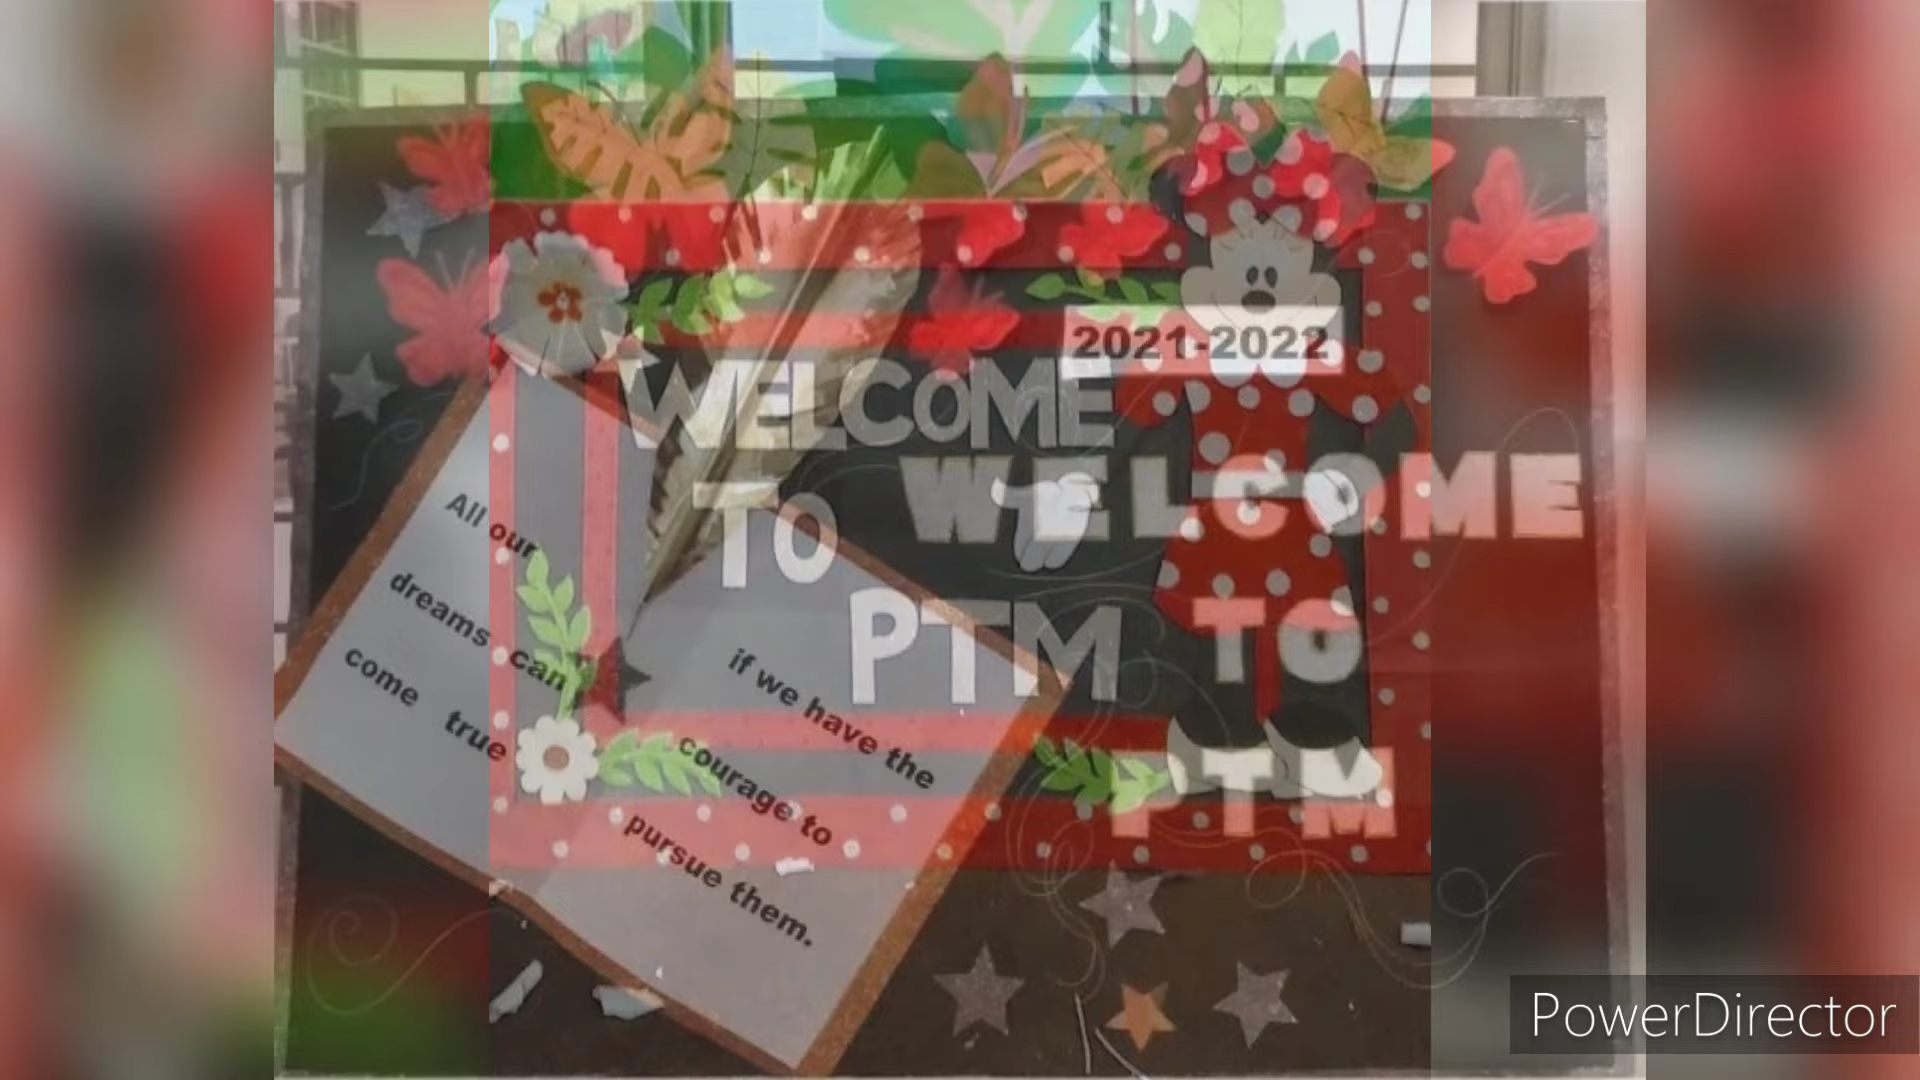 2021-2022
WELCOME
TO
PTM
WELCOME
TO
PTM
All our
dreams can
come true
if we have the
courage to
pursue them.
PowerDirector